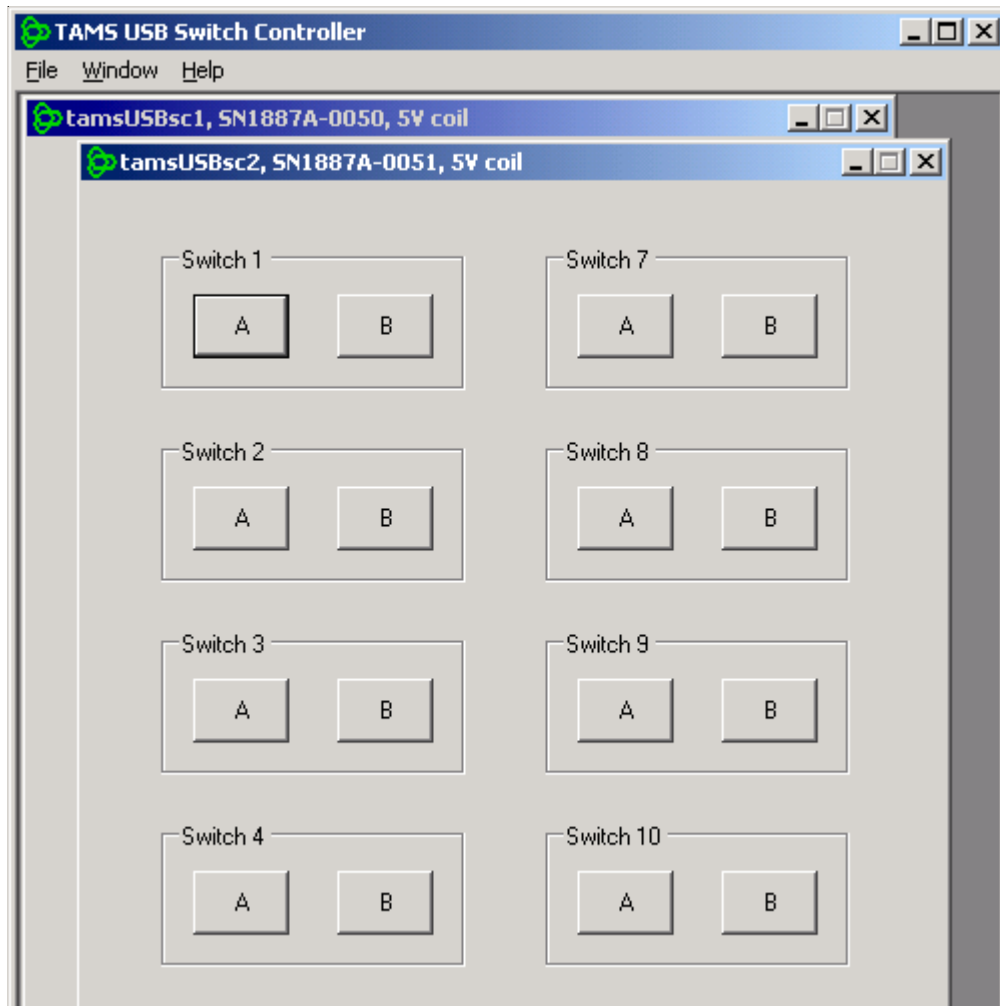 TAMS USB Switch Controller
File Window Help
tamsUSBsc1, SN1887A-0050, 5V coil
tamsUSBsc2, SN1887A-0051, 5V coil
Switch 1 Switch 7
A B A B
Switch 2 Switch 8
A B A B
Switch 3 Switch 9
A B A B
Switch 4 Switch 10
A B A B